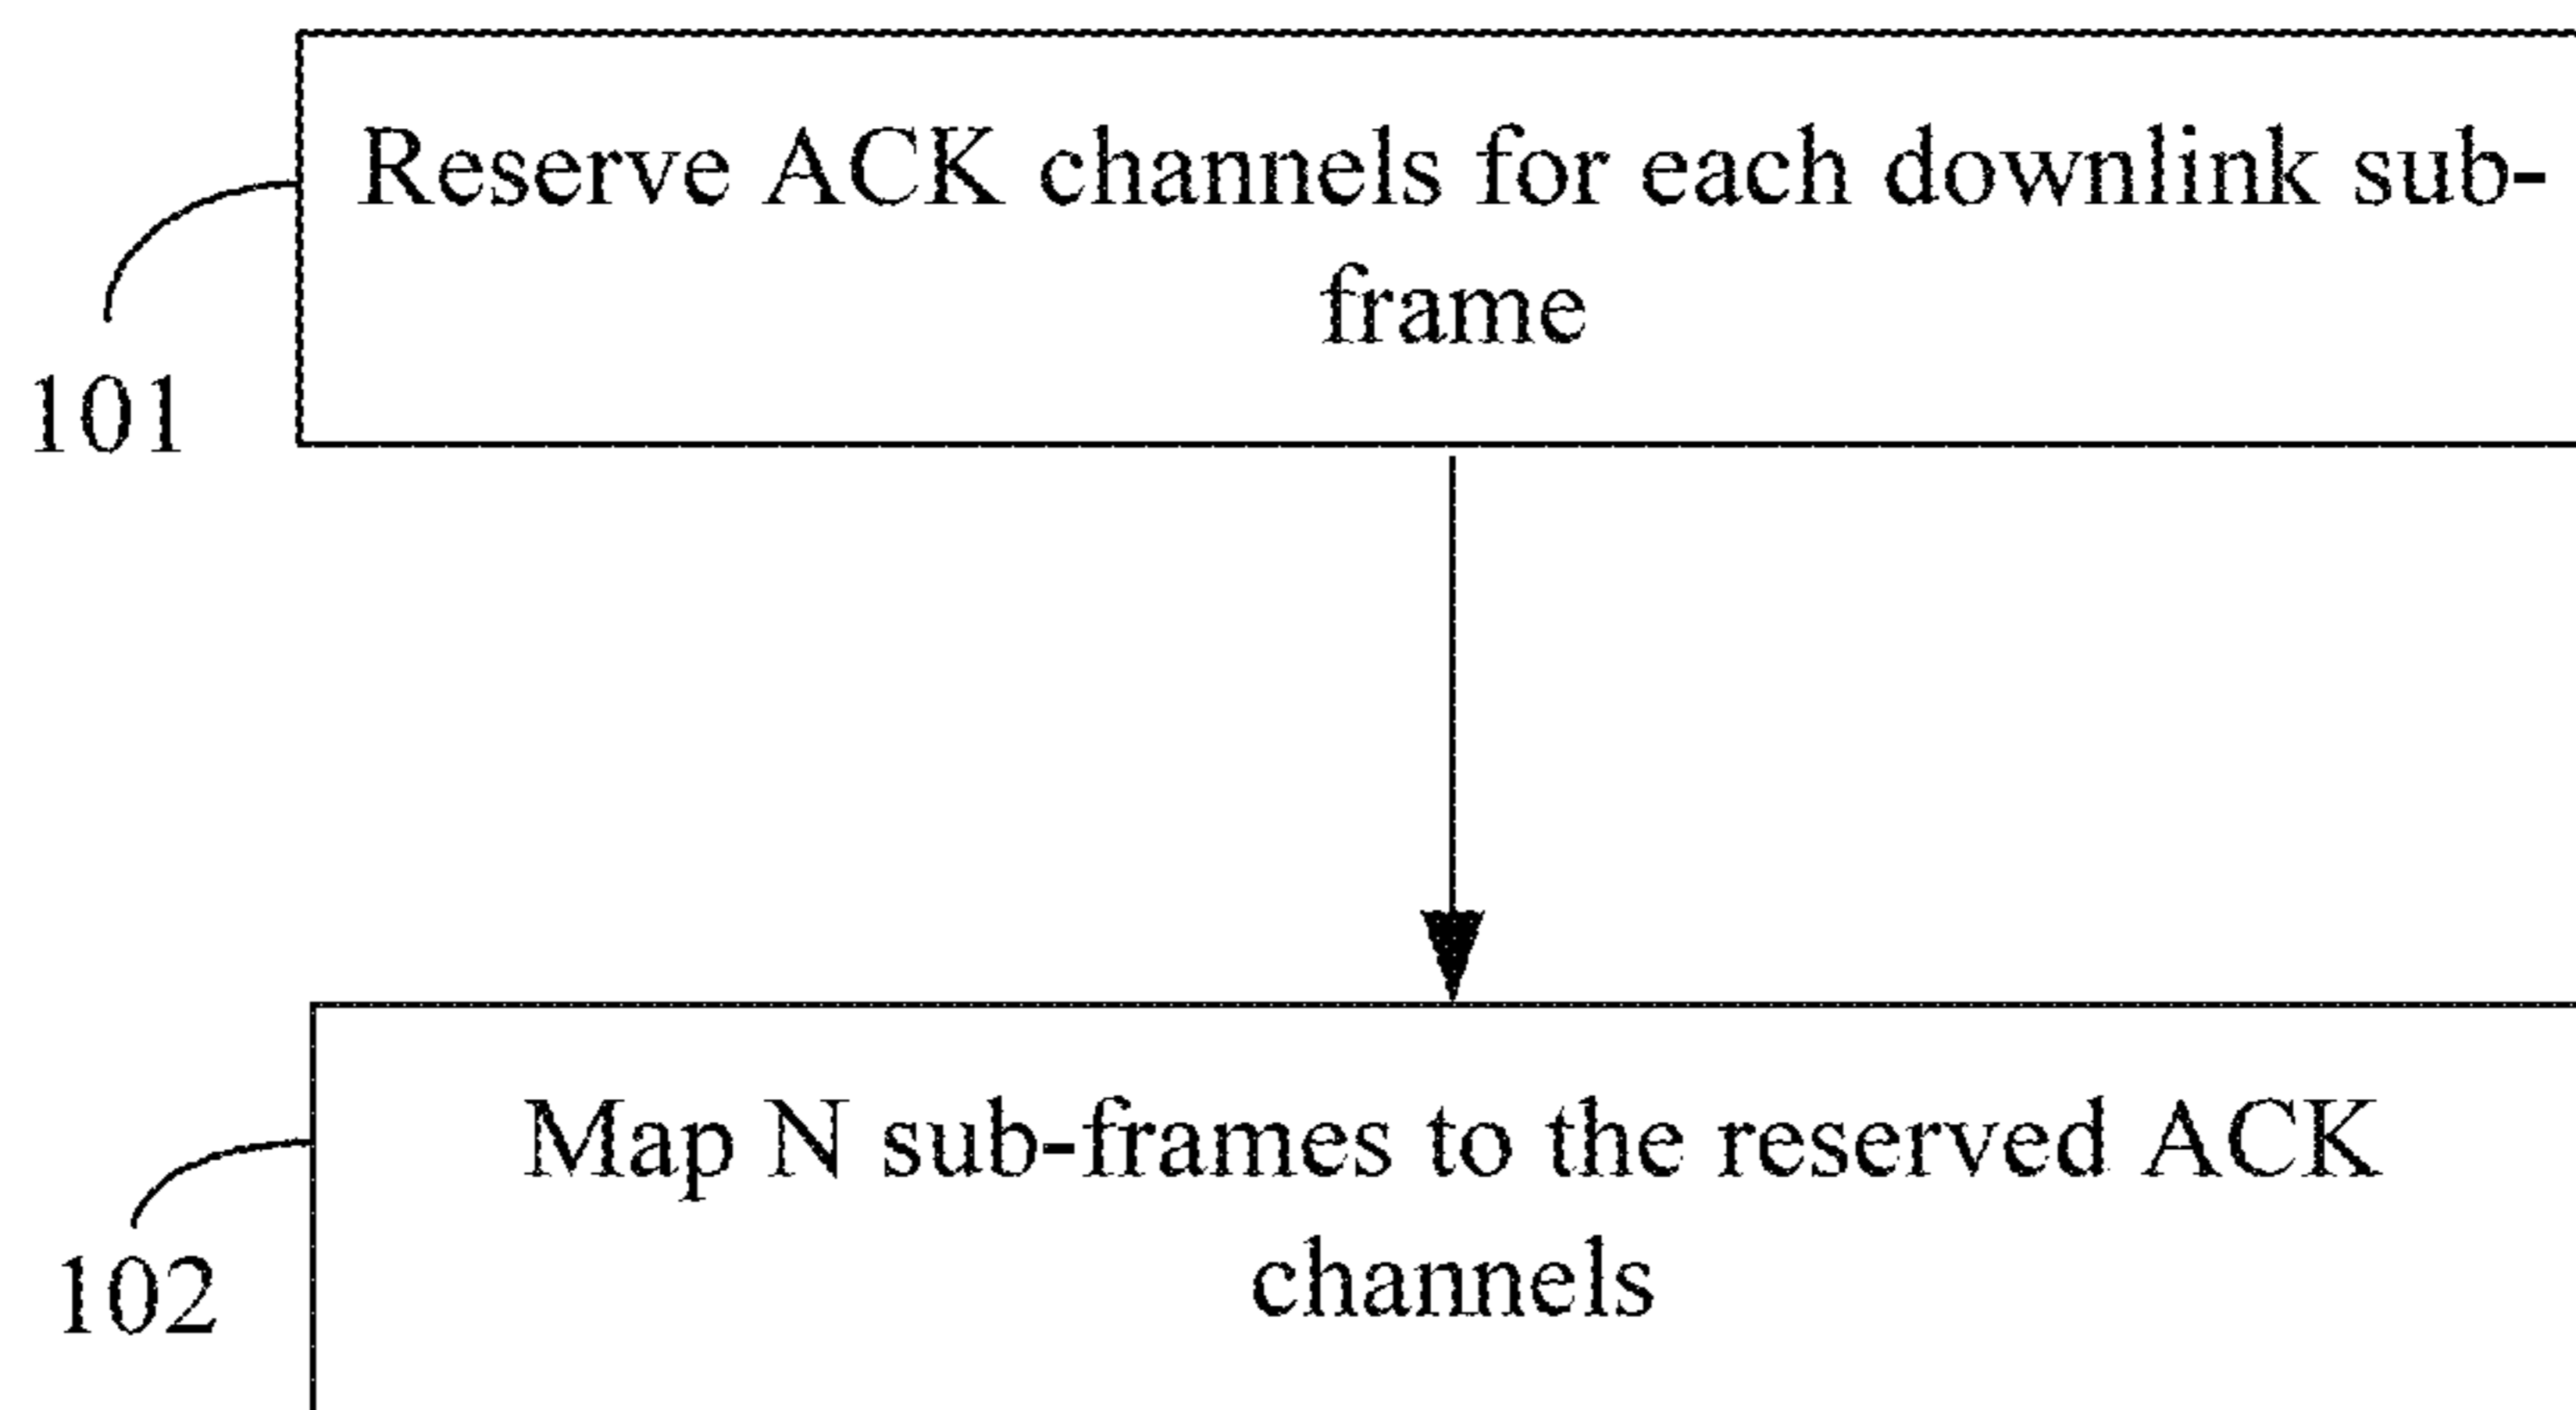 Reserve ACK channels for each downlink sub-
frame
101
Map N sub-frames to the reserved ACK
channels
102